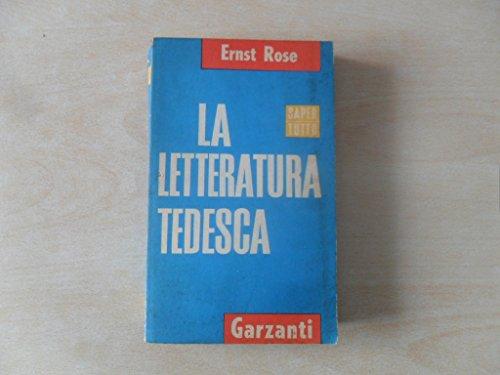 Ernst Rose
SAPER
TUTTO
LA
LETTERATURA
TEDESCA
Garzanti